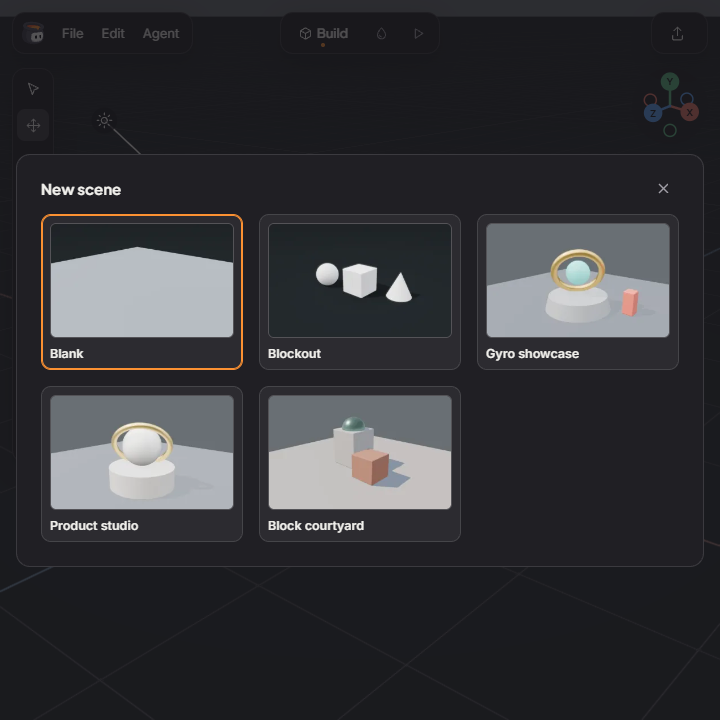 File Edit Agent
Build
Y
Z X
New scene
Blank Blockout Gyro showcase
Product studio Block courtyard